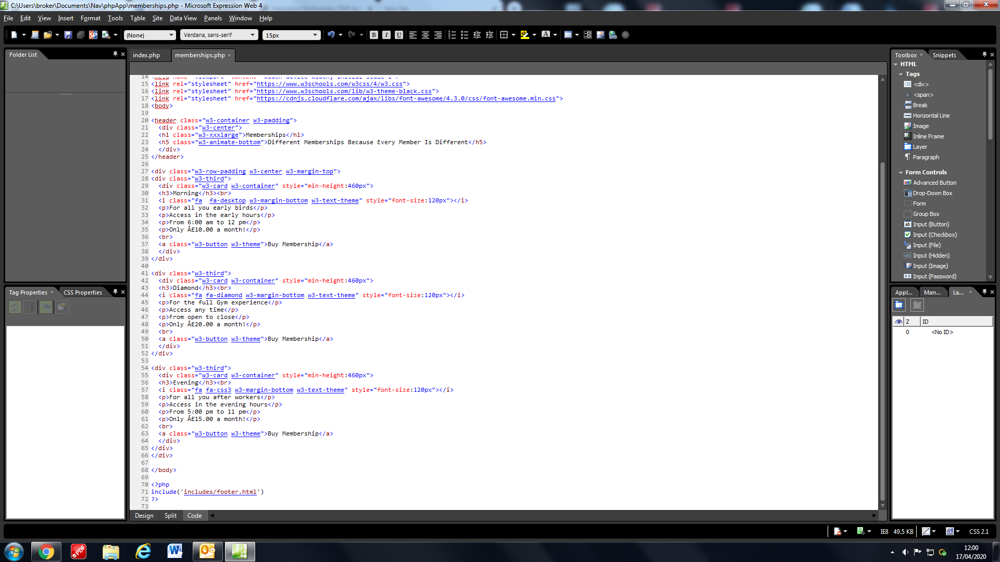 C:\Users\broker\Documents\Nav\phpApp\memberships.php - Microsoft Expression Web 4
File Edit View Insert Format Tools Table Site Data View Panels Window Help
(None) Verdana, sans-serif 15px
Folder List
index.php memberships.php
15 <link rel="stylesheet" href="https://www.w3schools.com/w3css/4/w3.css">
16 <link rel="stylesheet" href="https://www.w3schools.com/lib/w3-theme-black.css">
17 <link rel="stylesheet" href="https://cdnjs.cloudflare.com/ajax/libs/font-awesome/4.3.0/css/font-awesome.min.css">
18 <body>
19
20 <header class="w3-container w3-padding">
21 <div class="w3-center">
22 <h1 class="w3-xxxlarge">Memberships</h1>
23 <h5 class="w3-animate-bottom">Different Memberships Because Every Member Is Different</h5>
24 </div>
25 </header>
26
27 <div class="w3-row-padding w3-center w3-margin-top">
28 <div class="w3-third">
29 <div class="w3-card w3-container" style="min-height:460px">
30 <h3>Morning</h3><br>
31 <i class="fa  fa-desktop w3-margin-bottom w3-text-theme" style="font-size:120px"></i>
32 <p>For all you early birds</p>
33 <p>Access in the early hours</p>
34 <p>From 6:00 am to 12 pm</p>
35 <p>Only Â£10.00 a month!</p>
36 <br>
37 <a class="w3-button w3-theme">Buy Membership</a>
38 </div>
39 </div>
40
41 <div class="w3-third">
42 <div class="w3-card w3-container" style="min-height:460px">
43 <h3>Diamond</h3><br>
44 <i class="fa fa-diamond w3-margin-bottom w3-text-theme" style="font-size:120px"></i>
45 <p>For the full Gym experience</p>
46 <p>Access any time</p>
47 <p>From open to close</p>
48 <p>Only Â£20.00 a month!</p>
49 <br>
50 <a class="w3-button w3-theme">Buy Membership</a>
51 </div>
52 </div>
53
54 <div class="w3-third">
55 <div class="w3-card w3-container" style="min-height:460px">
56 <h3>Evening</h3><br>
57 <i class="fa fa-css3 w3-margin-bottom w3-text-theme" style="font-size:120px"></i>
58 <p>For all you after workers</p>
59 <p>Access in the evening hours</p>
60 <p>From 5:00 pm to 11 pm</p>
61 <p>Only Â£15.00 a month!</p>
62 <br>
63 <a class="w3-button w3-theme">Buy Membership</a>
64 </div>
65 </div>
66 </div>
67
68 </body>
69
70 <?php
71 include('includes/footer.html')
72 ?>
73
Design Split Code
Tag Properties CSS Properties
Toolbox Snippets
HTML
Tags
<div>
<span>
Break
Horizontal Line
Image
Inline Frame
Layer
Paragraph
Form Controls
Advanced Button
Drop-Down Box
Form
Group Box
Input (Button)
Input (Checkbox)
Input (File)
Input (Hidden)
Input (Image)
Input (Password)
Appl... Man... La...
Z ID
0 <No ID>
IE8 49.5 KB CSS 2.1
12:00
17/04/2020